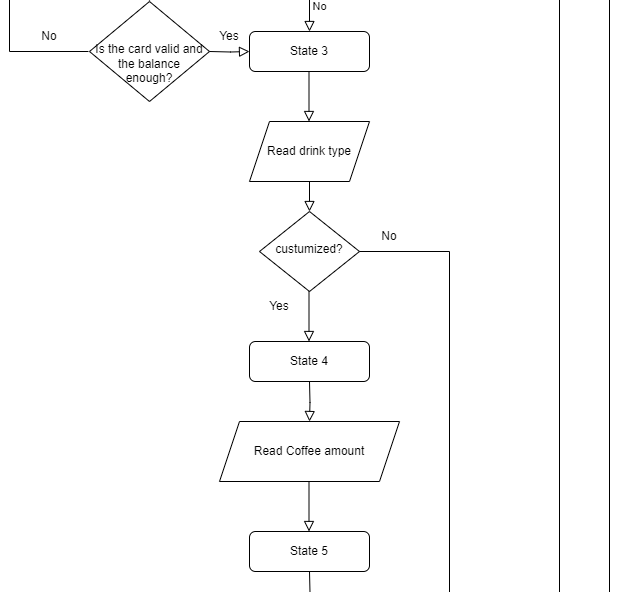 No
No
Yes
Is the card valid and
the balance
enough?
State 3
Read drink type
custumized?
No
Yes
State 4
Read Coffee amount
State 5